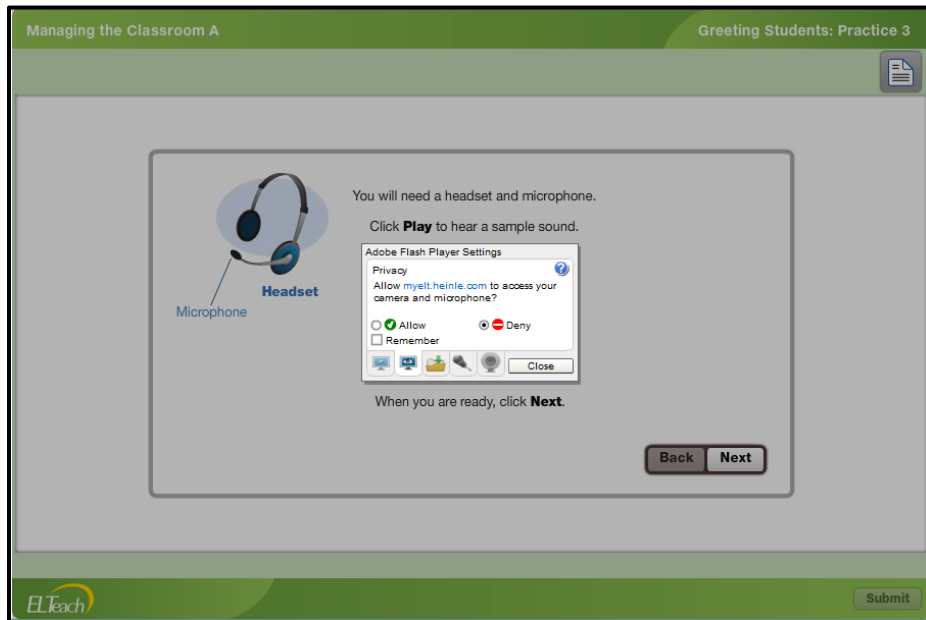 Managing the Classroom A
Greeting Students: Practice 3
You will need a headset and microphone.
Click Play to hear a sample sound.
Headset
Microphone
Adobe Flash Player Settings
Privacy
?
Allow myelt.heinle.com to access your
camera and microphone?
Allow
Deny
Remember
Close
When you are ready, click Next.
Back
Next
ELTeach
Submit